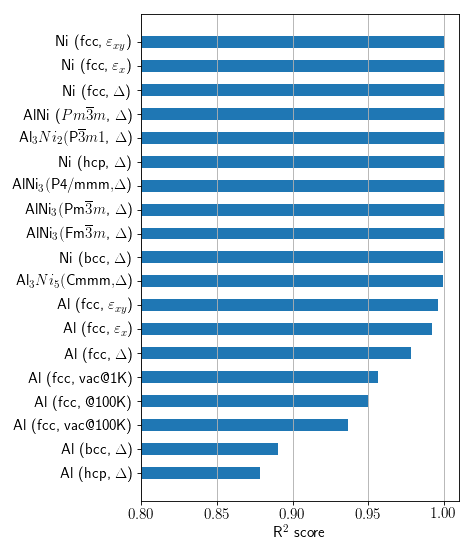 Ni (fcc, εxy)
Ni (fcc, εx)
Ni (fcc, Δ)
AlNi (Pm3̅m, Δ)
Al₃Ni₂(P3̅m1, Δ)
Ni (hcp, Δ)
AlNi₃(P4/mmm,Δ)
AlNi₃(Pm3̅m, Δ)
AlNi₃(Fm3̅m, Δ)
Ni (bcc, Δ)
Al₃Ni₅(Cmmm,Δ)
Al (fcc, εxy)
Al (fcc, εx)
Al (fcc, Δ)
Al (fcc, vac@1K)
Al (fcc, @100K)
Al (fcc, vac@100K)
Al (bcc, Δ)
Al (hcp, Δ)
0.80 0.85 0.90 0.95 1.00
R² score